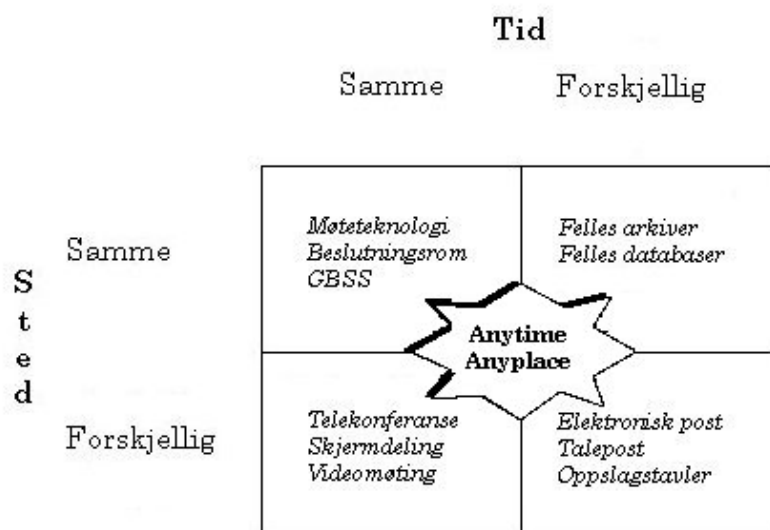 Tid
Samme Forskjellig
Samme
Møteteknologi
Beslutningsrom
GBSS
Felles arkiver
Felles databaser
Sted
Anytime
Anyplace
Forskjellig
Telekonferanse
Skjermdeling
Videomøting
Elektronisk post
Talepost
Oppslagstavler